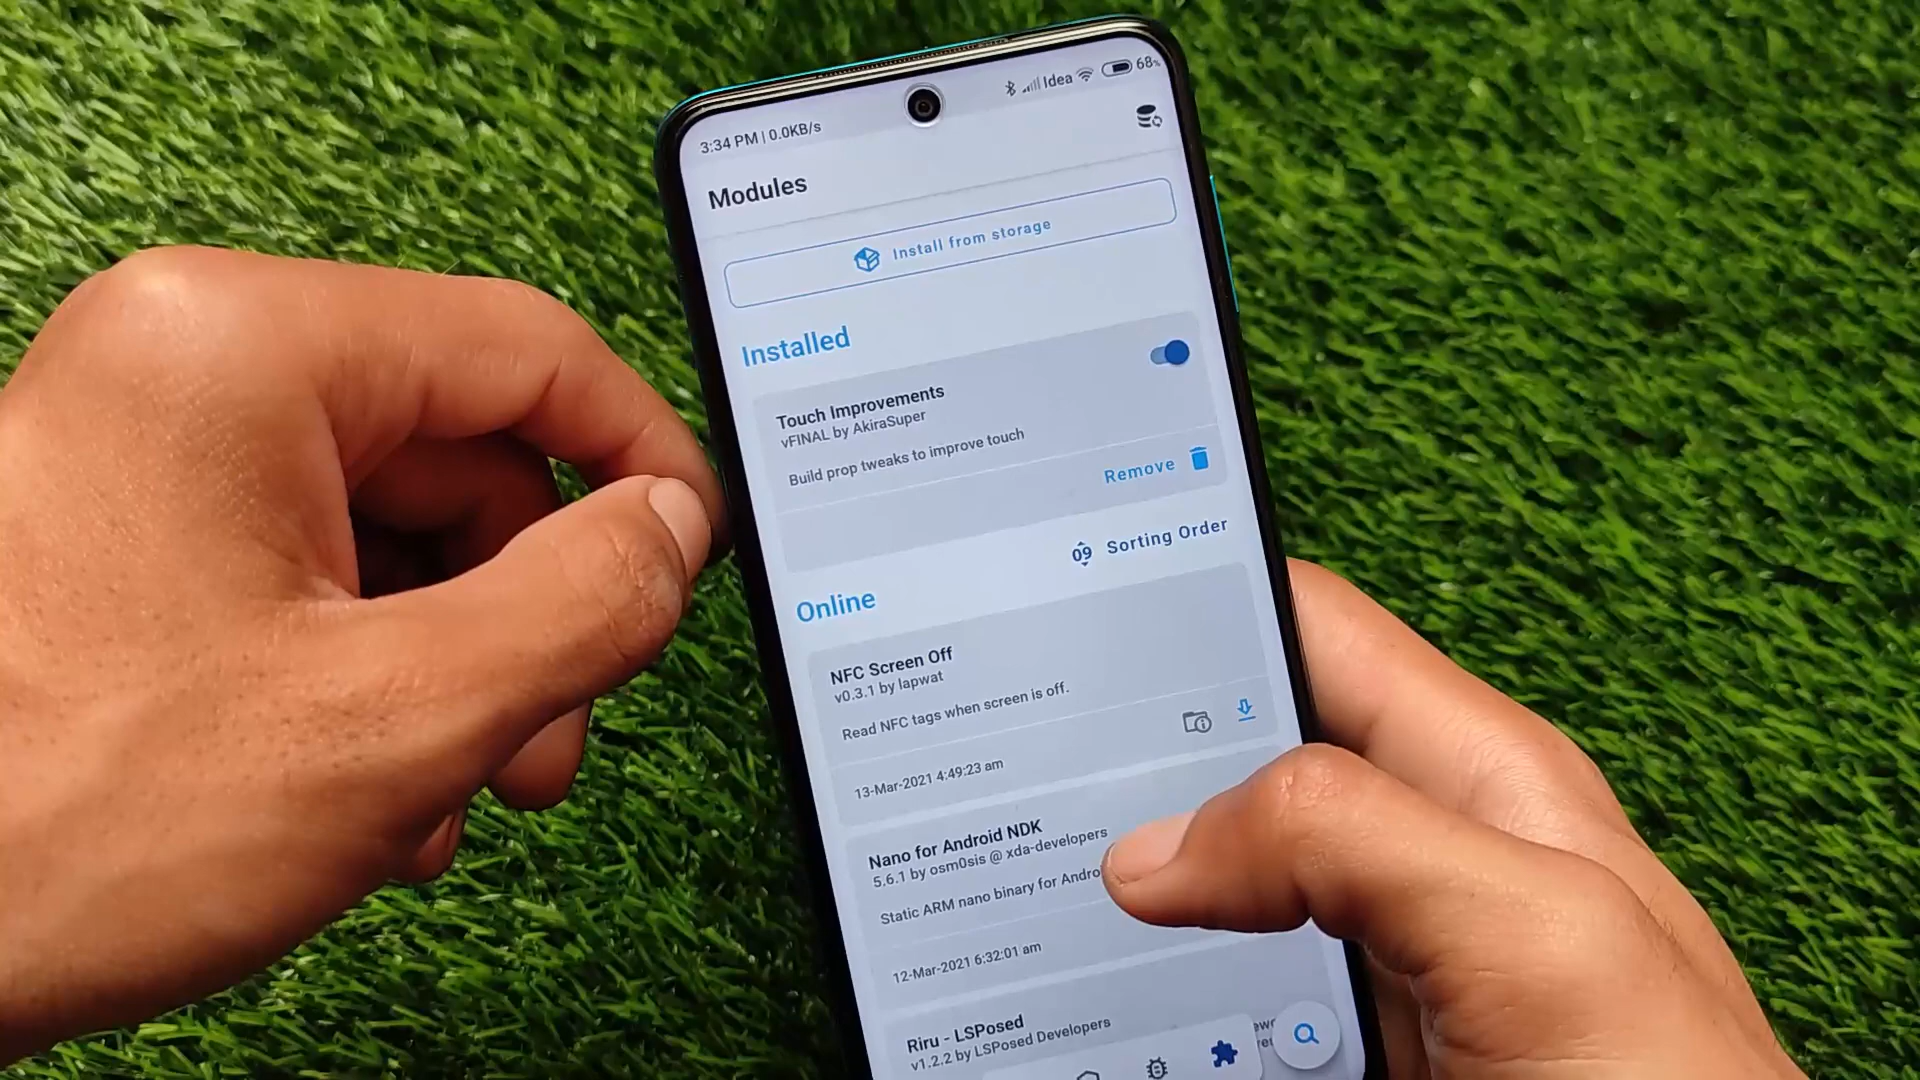 3:34 PM | 0.0KB/s
Idea 68%
Modules
Install from storage
Installed
Touch Improvements
vFINAL by AkiraSuper
Build prop tweaks to improve touch
Remove
09 Sorting Order
Online
NFC Screen Off
v0.3.1 by lapwat
Read NFC tags when screen is off.
13-Mar-2021 4:49:23 am
Nano for Android NDK
5.6.1 by osm0sis @ xda-developers
Static ARM nano binary for Andro
12-Mar-2021 6:32:01 am
Riru - LSPosed
v1.2.2 by LSPosed Developers